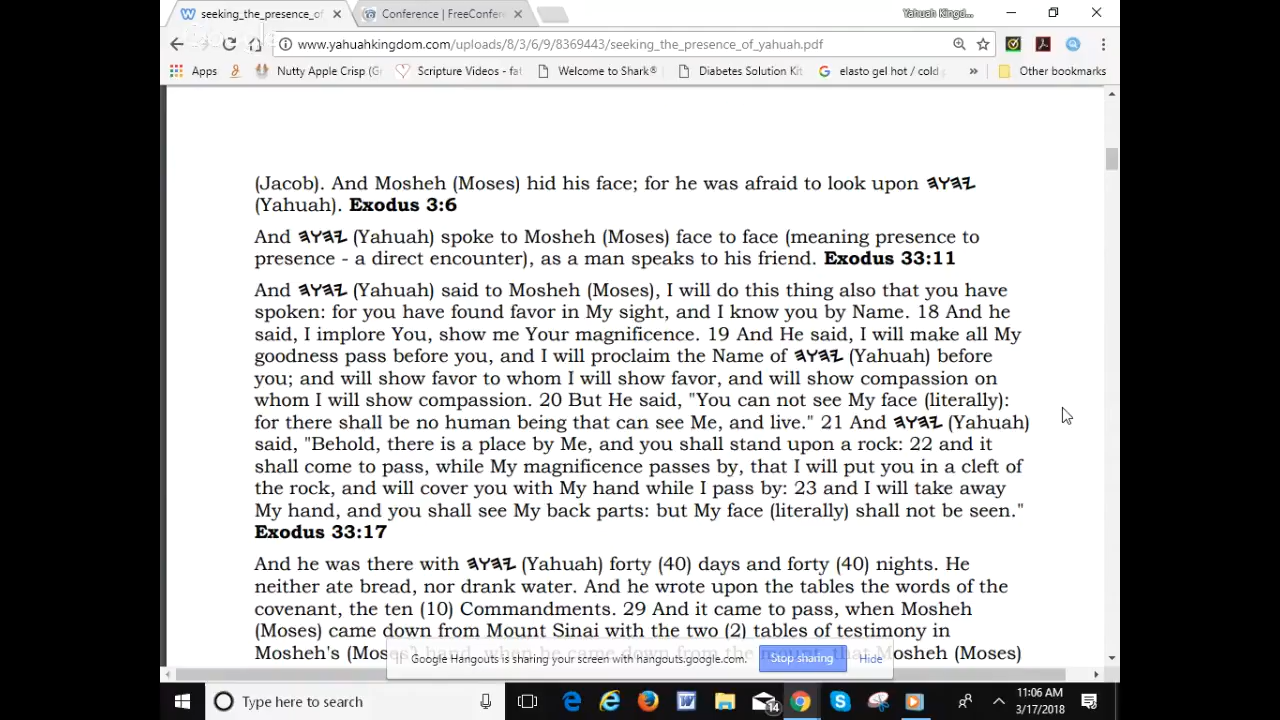 seeking_the_presence_of
Conference | FreeConfer
Yahuah Kingd...
www.yahuahkingdom.com/uploads/8/3/6/9/8369443/seeking_the_presence_of_yahuah.pdf
Apps
Nutty Apple Crisp (Gr
Scripture Videos - fat
Welcome to Shark®
Diabetes Solution Kit
elasto gel hot / cold
»
Other bookmarks
(Jacob). And Mosheh (Moses) hid his face; for he was afraid to look upon 𐤉𐤄𐤅𐤄
(Yahuah). Exodus 3:6
And 𐤉𐤄𐤅𐤄 (Yahuah) spoke to Mosheh (Moses) face to face (meaning presence to
presence - a direct encounter), as a man speaks to his friend. Exodus 33:11
And 𐤉𐤄𐤅𐤄 (Yahuah) said to Mosheh (Moses), I will do this thing also that you have
spoken: for you have found favor in My sight, and I know you by Name. 18 And he
said, I implore You, show me Your magnificence. 19 And He said, I will make all My
goodness pass before you, and I will proclaim the Name of 𐤉𐤄𐤅𐤄 (Yahuah) before
you; and will show favor to whom I will show favor, and will show compassion on
whom I will show compassion. 20 But He said, "You can not see My face (literally):
for there shall be no human being that can see Me, and live." 21 And 𐤉𐤄𐤅𐤄 (Yahuah)
said, "Behold, there is a place by Me, and you shall stand upon a rock: 22 and it
shall come to pass, while My magnificence passes by, that I will put you in a cleft of
the rock, and will cover you with My hand while I pass by: 23 and I will take away
My hand, and you shall see My back parts: but My face (literally) shall not be seen."
Exodus 33:17
And he was there with 𐤉𐤄𐤅𐤄 (Yahuah) forty (40) days and forty (40) nights. He
neither ate bread, nor drank water. And he wrote upon the tables the words of the
covenant, the ten (10) Commandments. 29 And it came to pass, when Mosheh
(Moses) came down from Mount Sinai with the two (2) tables of testimony in
Mosheh's (Moses') hand, when he came down from the mount, that Mosheh (Moses)
Google Hangouts is sharing your screen with hangouts.google.com.
Stop sharing
Hide
Type here to search
14
11:06 AM
3/17/2018